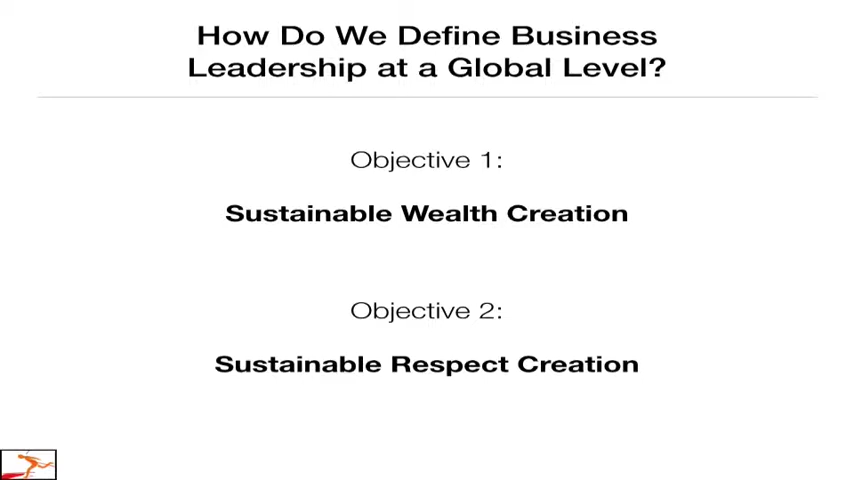 How Do We Define Business
Leadership at a Global Level?
Objective 1:
Sustainable Wealth Creation
Objective 2:
Sustainable Respect Creation